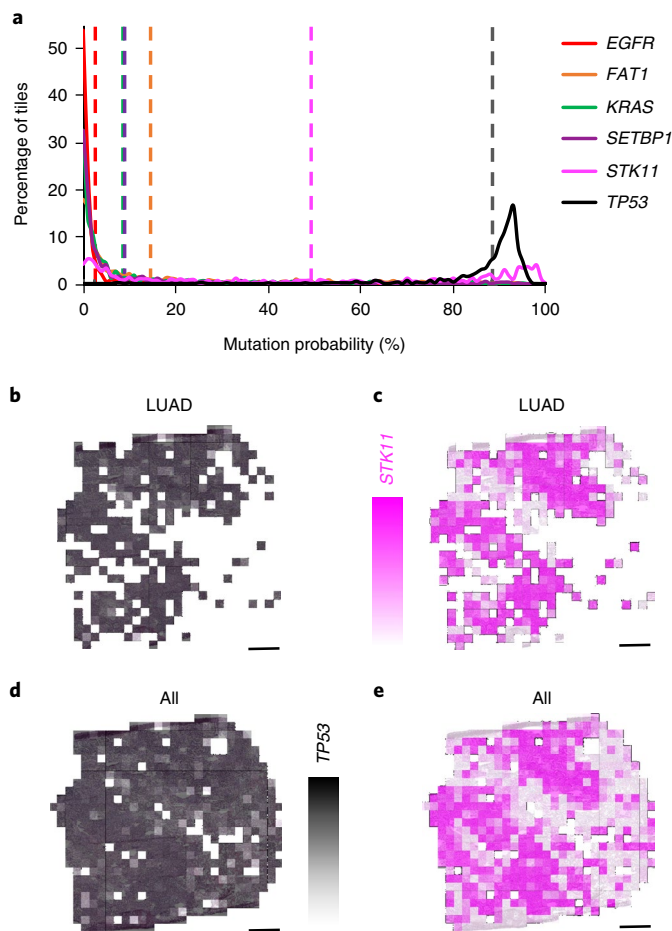 a
50
40
30
20
10
0
Percentage of tiles
0 20 40 60 80 100
Mutation probability (%)
EGFR
FAT1
KRAS
SETBP1
STK11
TP53
b
LUAD
c
LUAD
STK11
d
All
TP53
e
All